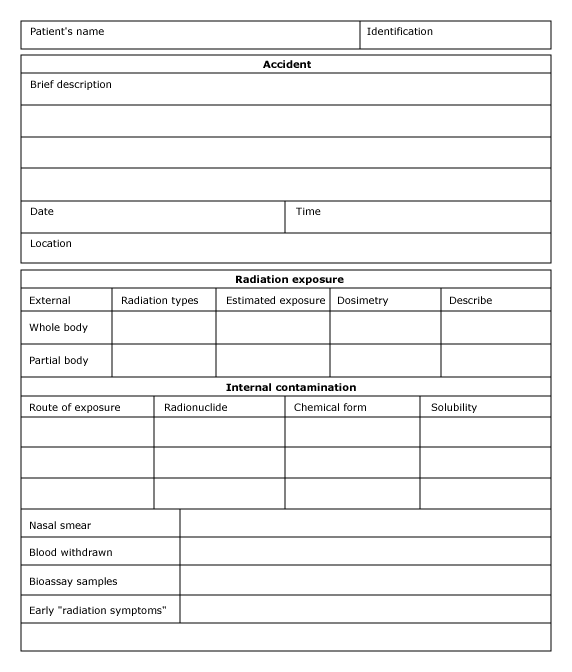 Patient's name Identification
Accident
Brief description
Date Time
Location
Radiation exposure
External Radiation types Estimated exposure Dosimetry Describe
Whole body
Partial body
Internal contamination
Route of exposure Radionuclide Chemical form Solubility
Nasal smear
Blood withdrawn
Bioassay samples
Early "radiation symptoms"